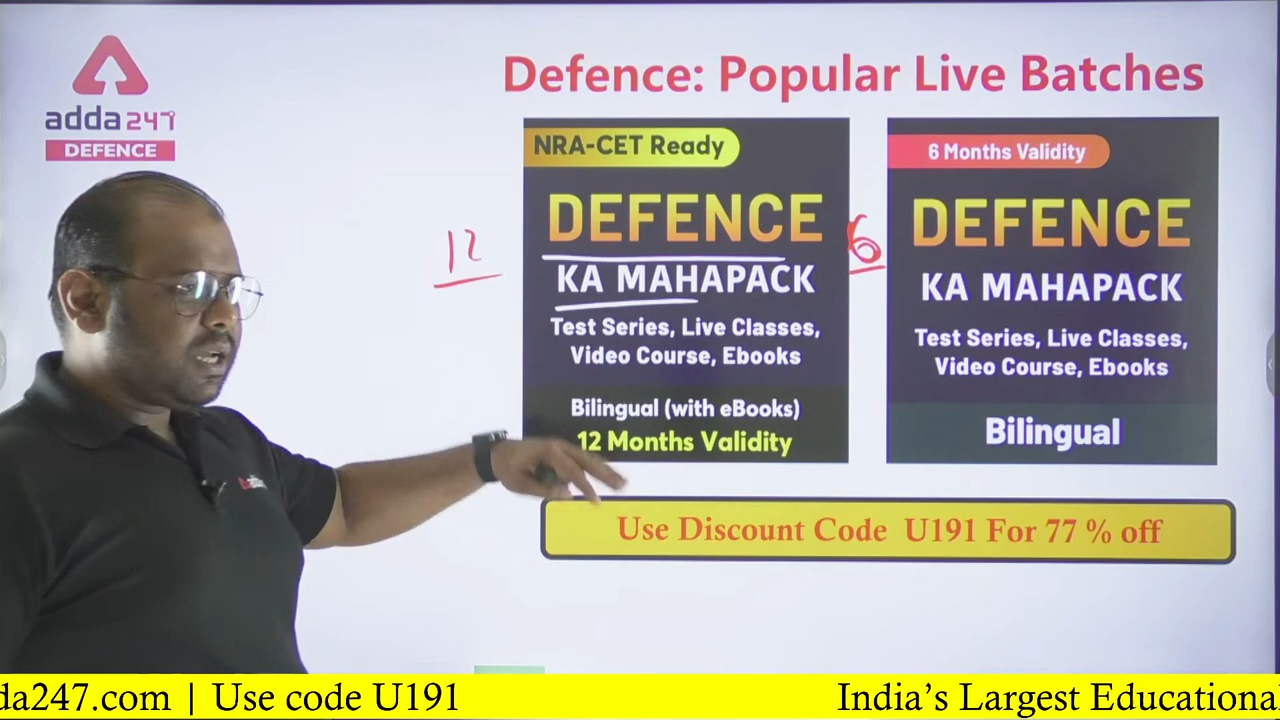 adda247
DEFENCE
Defence: Popular Live Batches
NRA-CET Ready
DEFENCE
KA MAHAPACK
Test Series, Live Classes,
Video Course, Ebooks
Bilingual (with eBooks)
12 Months Validity
12
6
6 Months Validity
DEFENCE
KA MAHAPACK
Test Series, Live Classes,
Video Course, Ebooks
Bilingual
Use Discount Code U191 For 77 % off
da247.com | Use code U191
India's Largest Educational